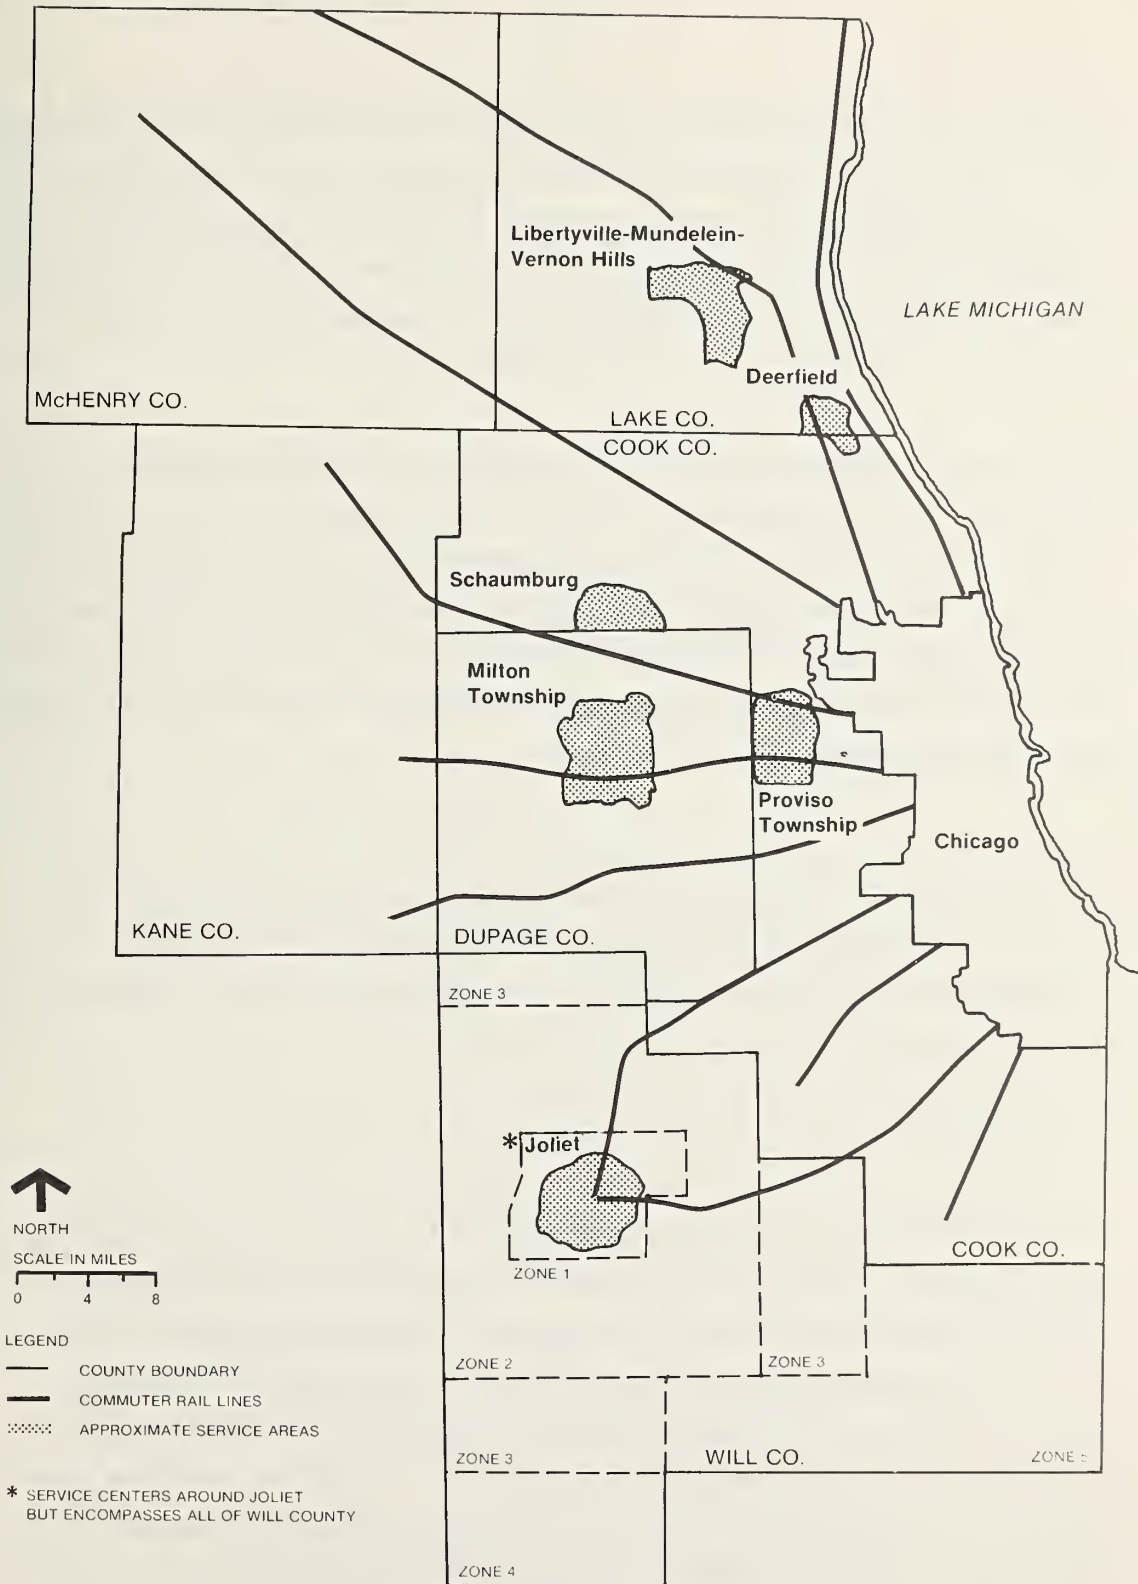 Libertyville-Mundelein-
Vernon Hills
LAKE MICHIGAN
Deerfield
McHENRY CO.
LAKE CO.
COOK CO.
Schaumburg
Milton
Township
Proviso
Township
Chicago
KANE CO.
DUPAGE CO.
ZONE 3
* Joliet
NORTH
SCALE IN MILES
0 4 8
ZONE 1
COOK CO.
LEGEND
COUNTY BOUNDARY
COMMUTER RAIL LINES
APPROXIMATE SERVICE AREAS
ZONE 2
ZONE 3
ZONE 3
WILL CO.
ZONE
* SERVICE CENTERS AROUND JOLIET
BUT ENCOMPASSES ALL OF WILL COUNTY
ZONE 4